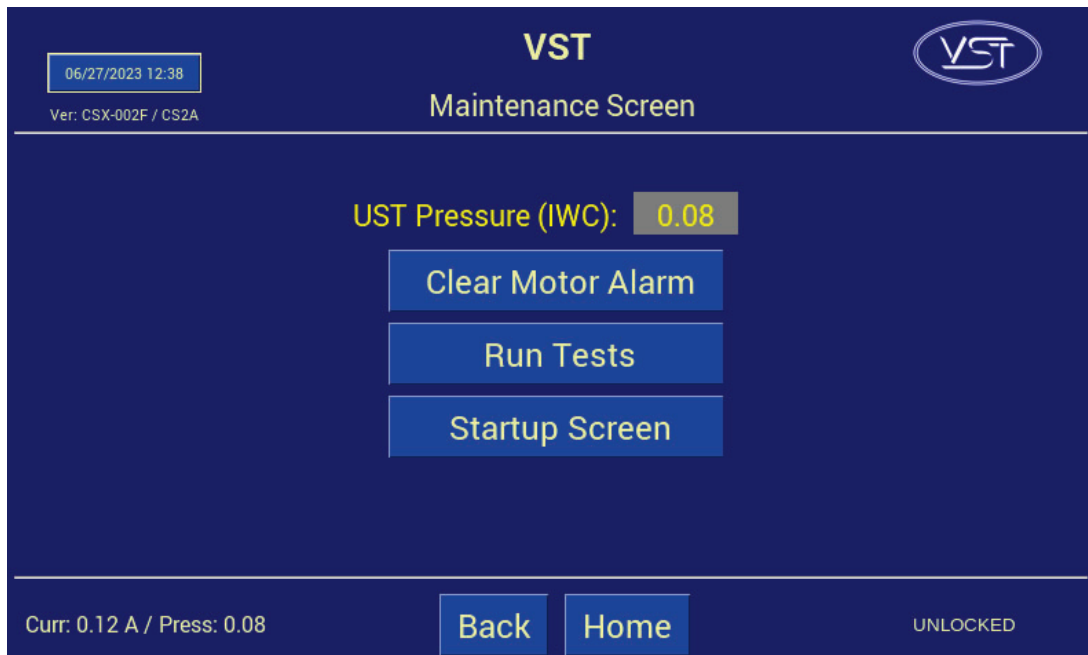 VST
VST
06/27/2023 12:38
Ver: CSX-002F / CS2A
Maintenance Screen
UST Pressure (IWC): 0.08
Clear Motor Alarm
Run Tests
Startup Screen
Curr: 0.12 A / Press: 0.08
Back
Home
UNLOCKED